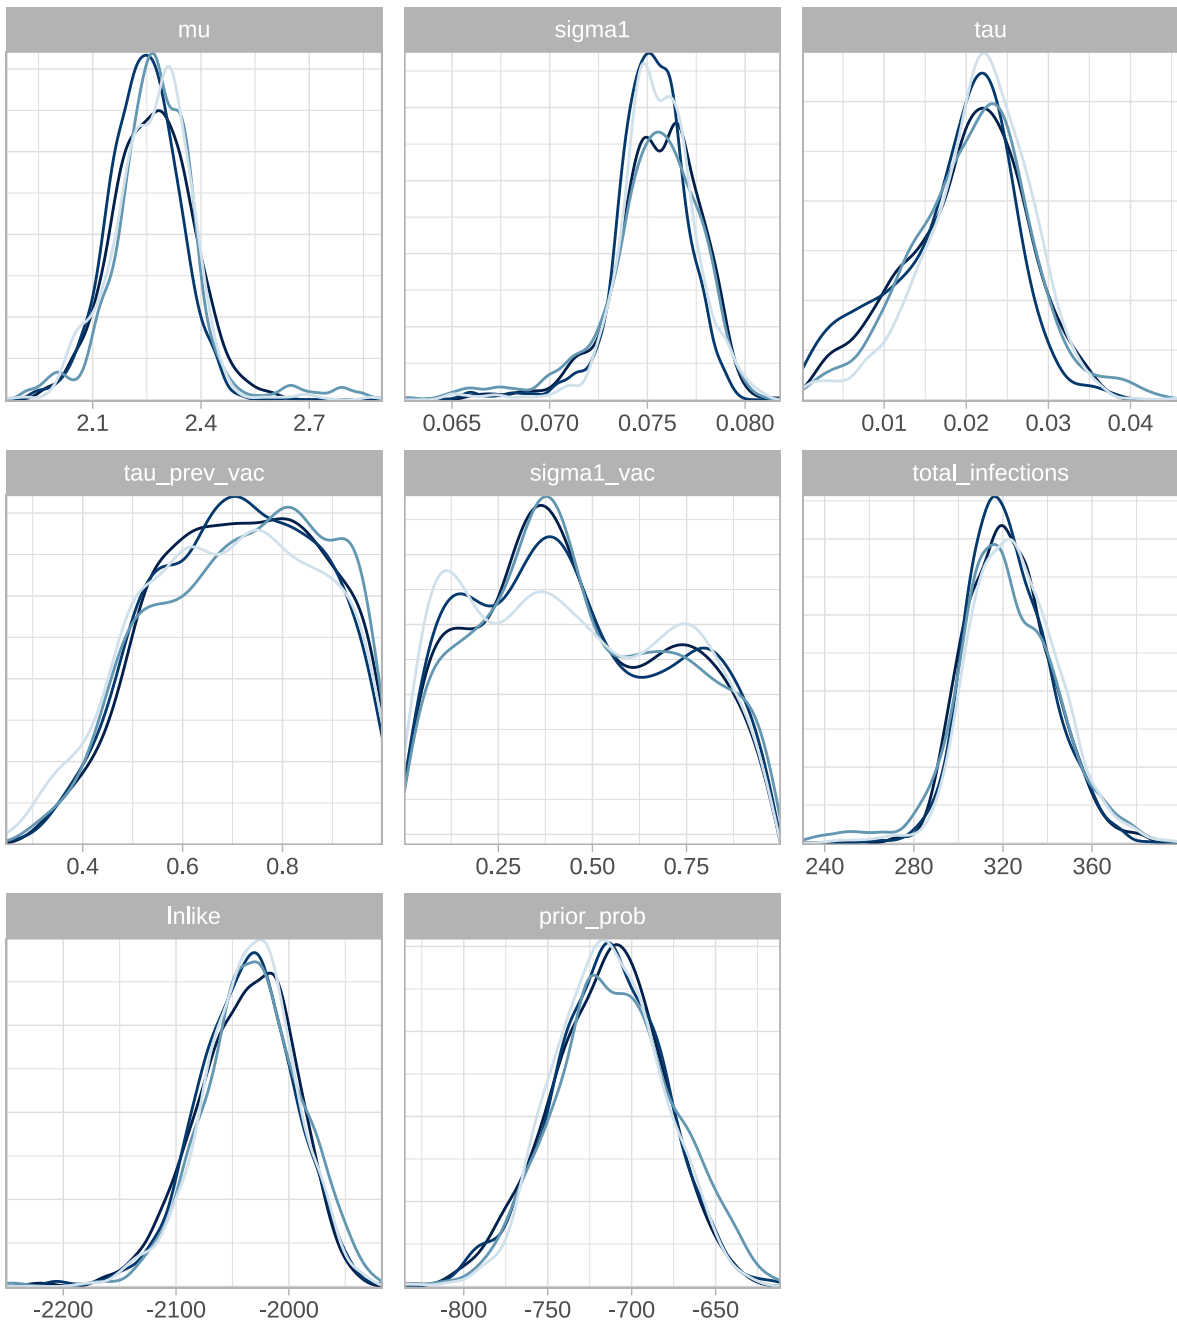 mu sigma1 tau
2.1 2.4 2.7 0.065 0.070 0.075 0.080 0.01 0.02 0.03 0.04
tau_prev_vac sigma1_vac total_infections
0.4 0.6 0.8 0.25 0.50 0.75 240 280 320 360
lnlike prior_prob
-2200 -2100 -2000 -800 -750 -700 -650